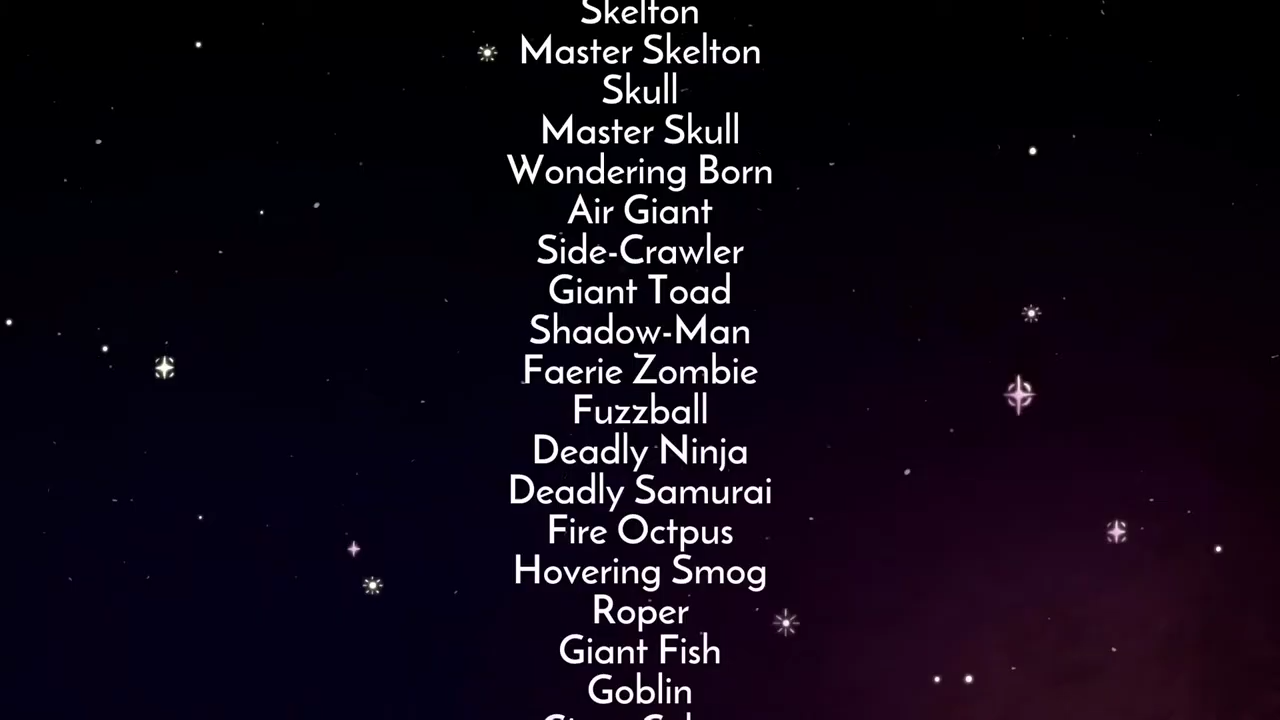 Skelton
Master Skelton
Skull
Master Skull
Wondering Born
Air Giant
Side-Crawler
Giant Toad
Shadow-Man
Faerie Zombie
Fuzzball
Deadly Ninja
Deadly Samurai
Fire Octpus
Hovering Smog
Roper
Giant Fish
Goblin